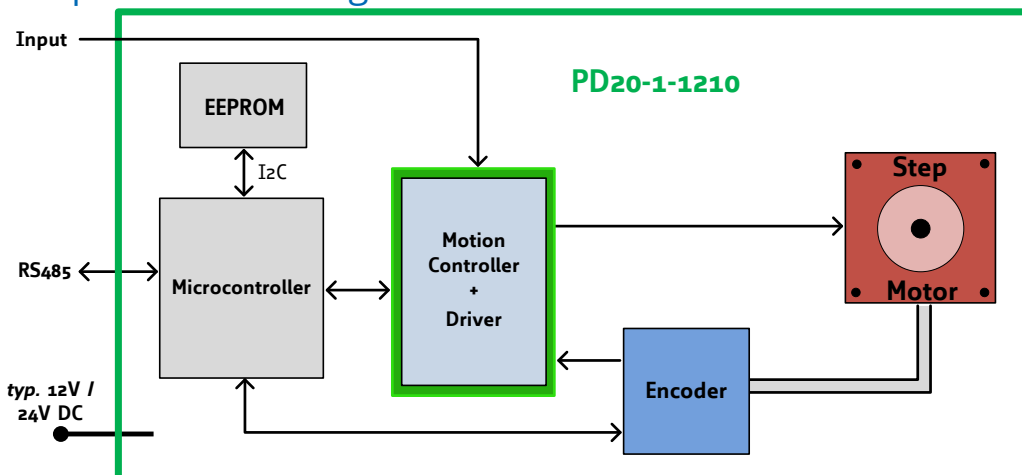 Input
PD20-1-1210
EEPROM
I2C
Step
Motor
Motion
Controller
+
Driver
RS485
Microcontroller
Encoder
typ. 12V /
24V DC